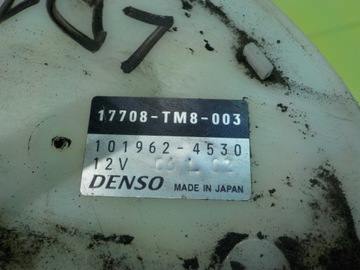 17708-TM8-003
101962-4530
12V
DENSO MADE IN JAPAN